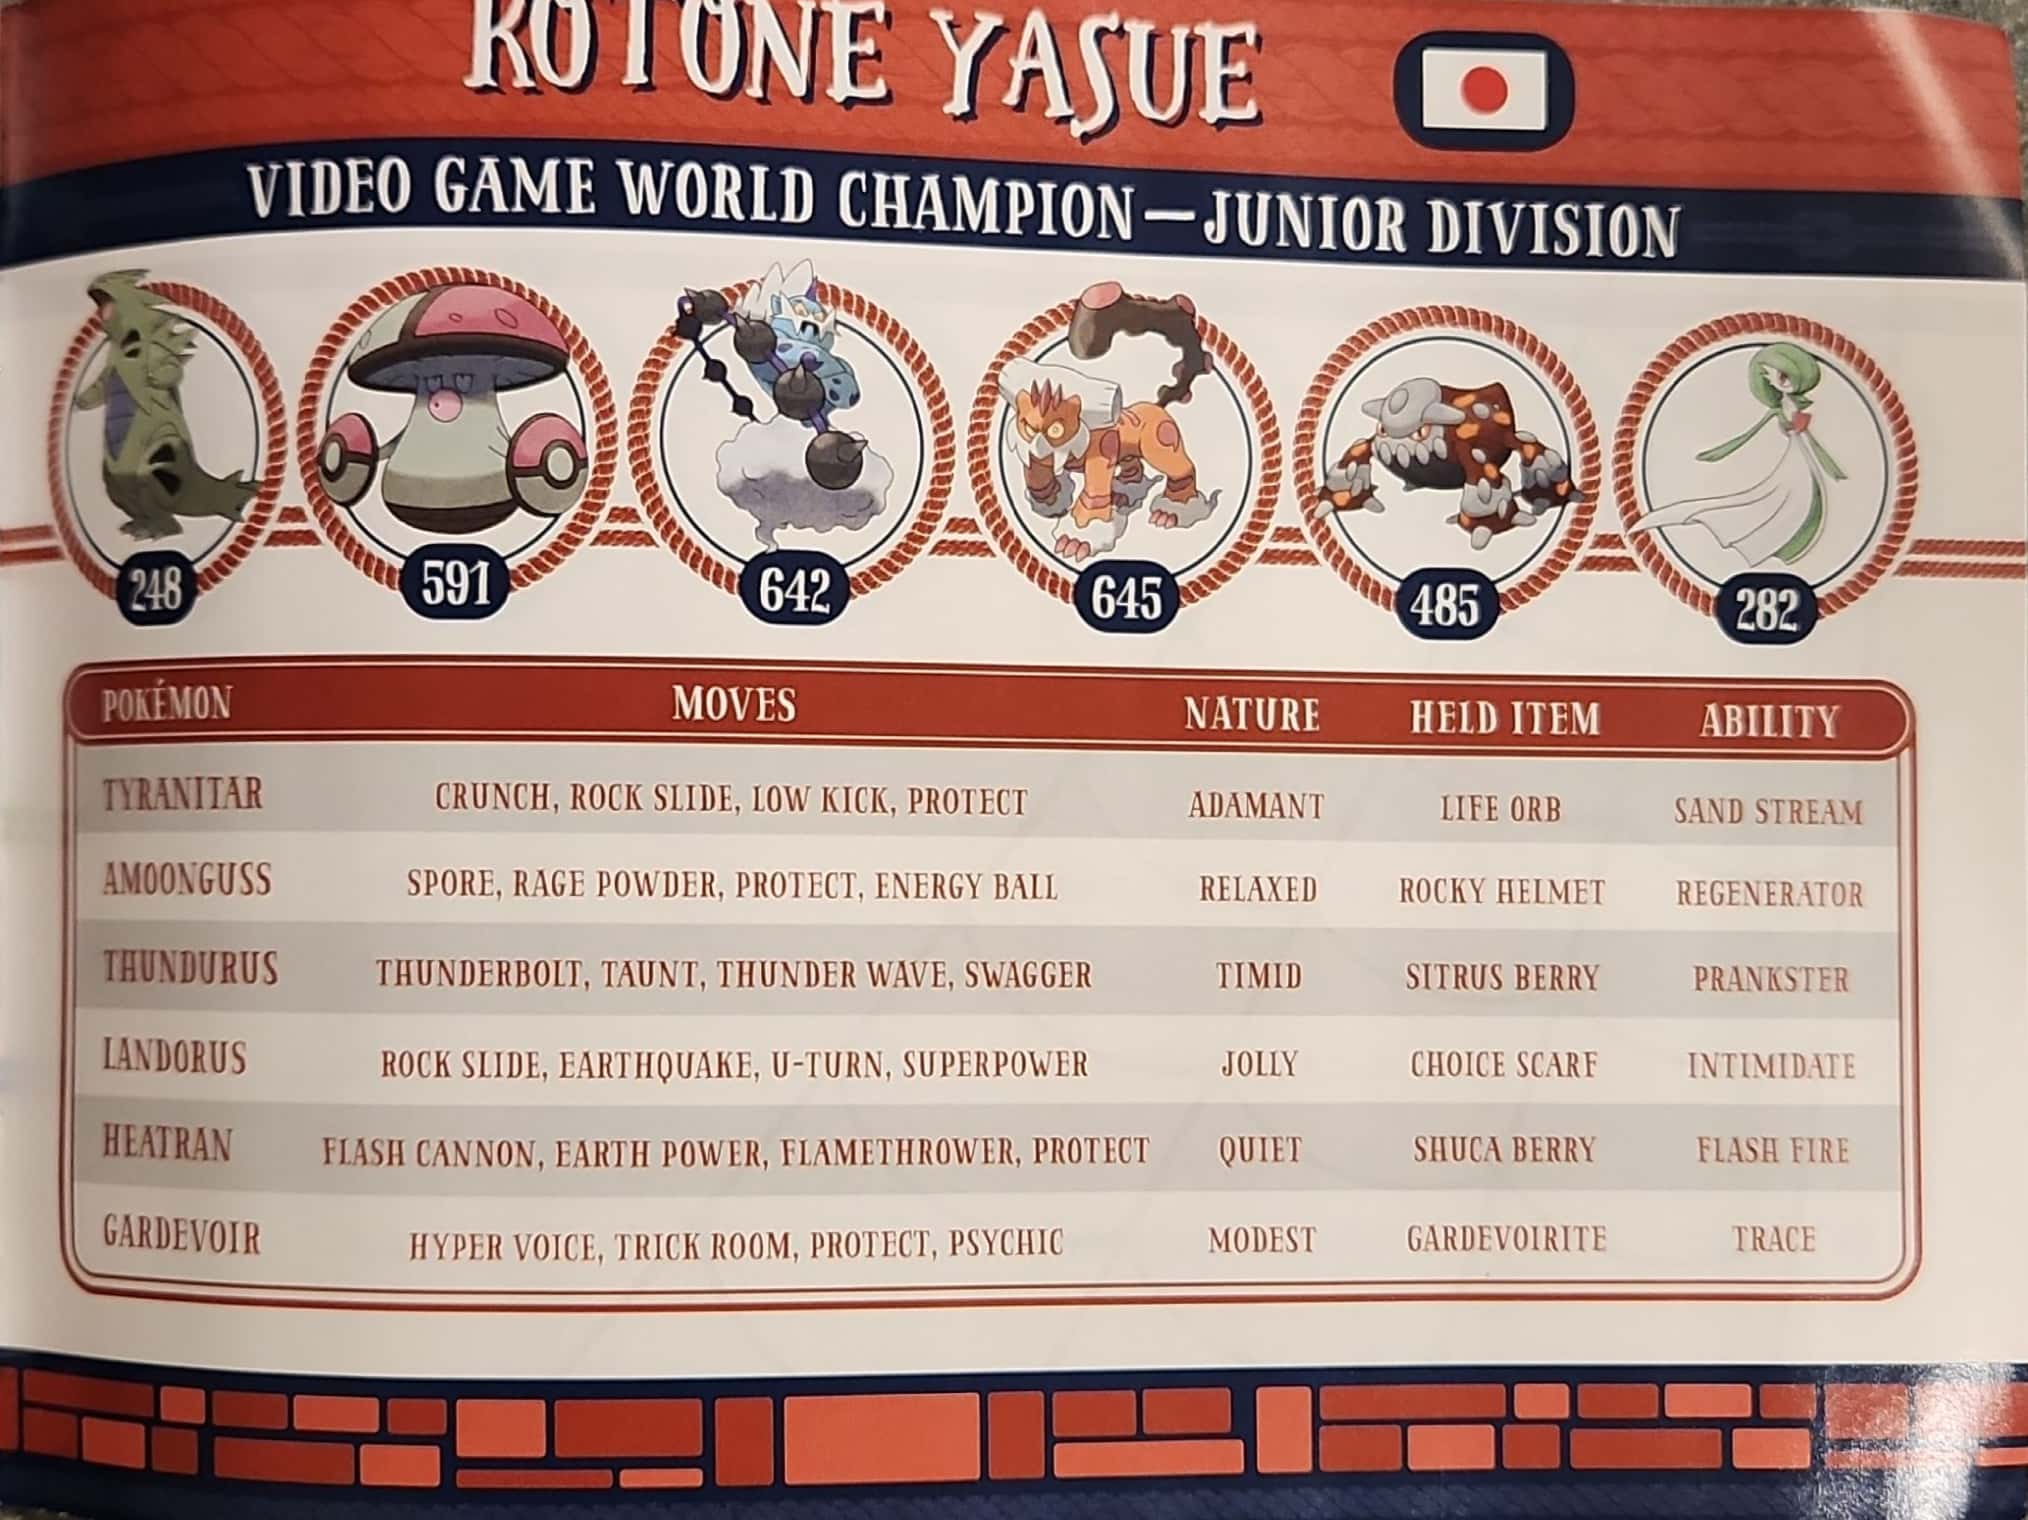 KOTONE YASUE
VIDEO GAME WORLD CHAMPION—JUNIOR DIVISION
248 591 642 645 485 282
POKÉMON MOVES NATURE HELD ITEM ABILITY
TYRANITAR CRUNCH, ROCK SLIDE, LOW KICK, PROTECT ADAMANT LIFE ORB SAND STREAM
AMOONGUSS SPORE, RAGE POWDER, PROTECT, ENERGY BALL RELAXED ROCKY HELMET REGENERATOR
THUNDURUS THUNDERBOLT, TAUNT, THUNDER WAVE, SWAGGER TIMID SITRUS BERRY PRANKSTER
LANDORUS ROCK SLIDE, EARTHQUAKE, U-TURN, SUPERPOWER JOLLY CHOICE SCARF INTIMIDATE
HEATRAN FLASH CANNON, EARTH POWER, FLAMETHROWER, PROTECT QUIET SHUCA BERRY FLASH FIRE
GARDEVOIR HYPER VOICE, TRICK ROOM, PROTECT, PSYCHIC MODEST GARDEVOIRITE TRACE